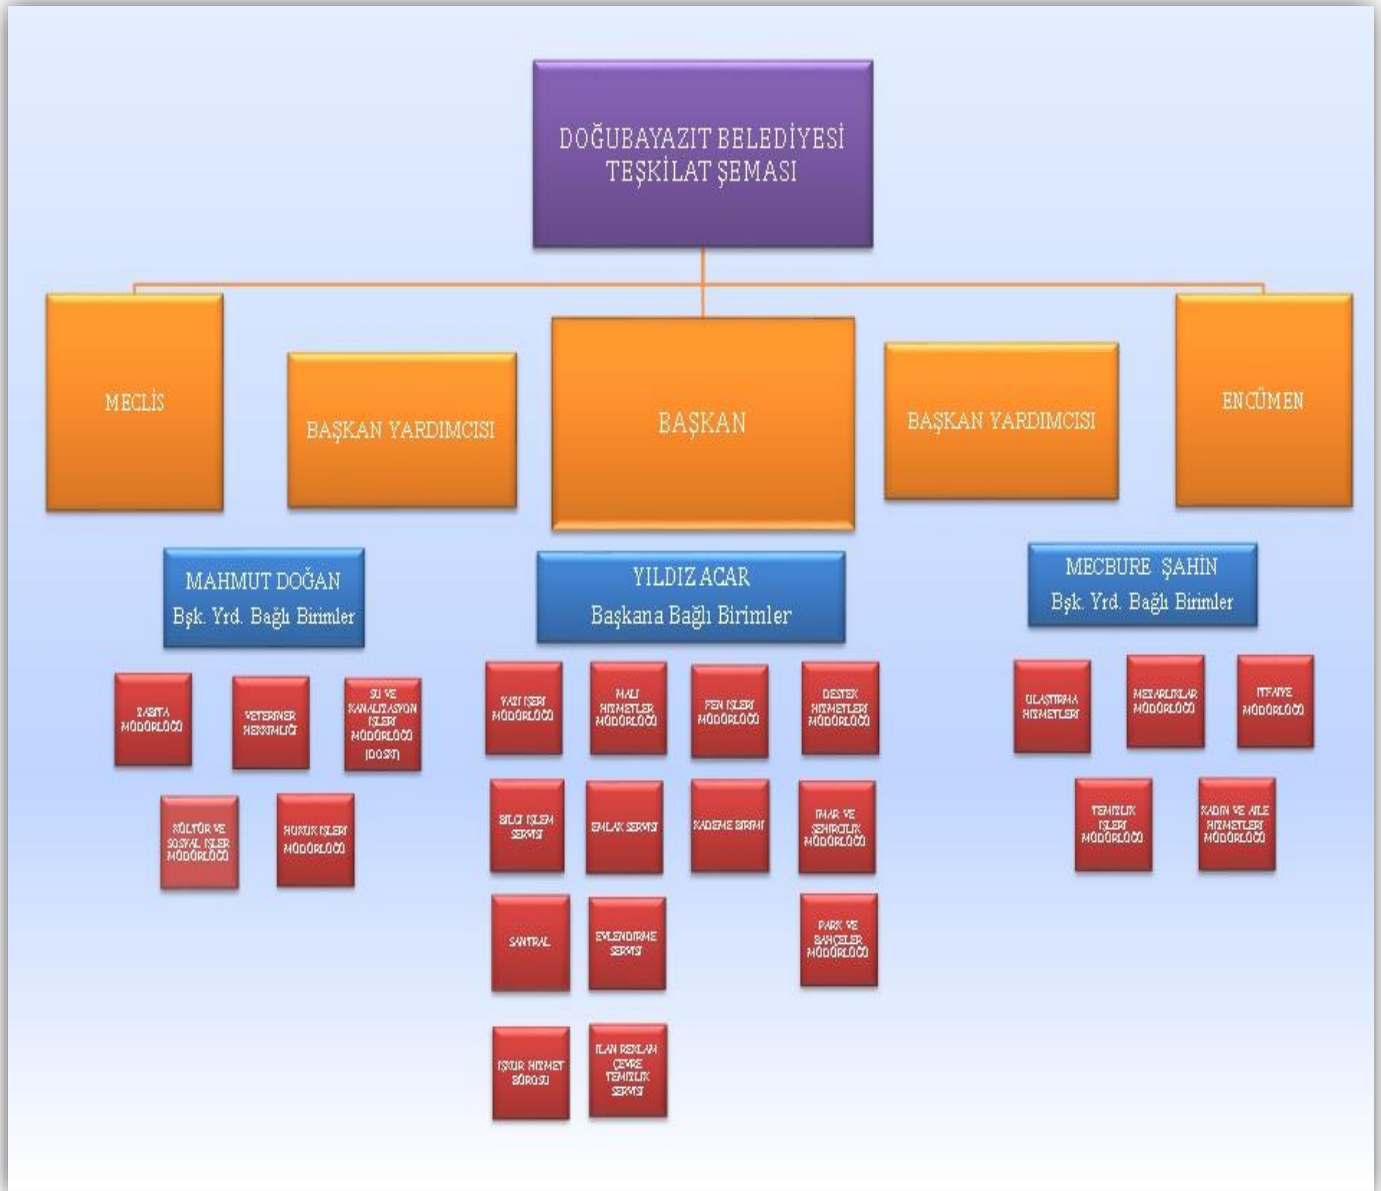 DOĞUBAYAZIT BELEDİYESİ
TEŞKİLAT ŞEMASI
MECLİS
BAŞKAN YARDIMCISI
BAŞKAN
BAŞKAN YARDIMCISI
ENCÜMEN
MAHMUT DOĞAN
Bşk. Yrd. Bağlı Birimler
YILDIZ ACAR
Başkana Bağlı Birimler
MECBURE ŞAHİN
Bşk. Yrd. Bağlı Birimler
ZABITA
MÜDÜRLÜĞÜ
VETERİNER
HEKİMLİĞİ
SU VE
KANALİZASYON
İŞLERİ
MÜDÜRLÜĞÜ
(DOSKİ)
KÜLTÜR VE
SOSYAL İŞLER
MÜDÜRLÜĞÜ
HUKUK İŞLERİ
MÜDÜRLÜĞÜ
YAZI İŞERİ
MÜDÜRLÜĞÜ
MALİ
HİZMETLER
MÜDÜRLÜĞÜ
FEN İŞLERİ
MÜDÜRLÜĞÜ
DESTEK
HİZMETLERİ
MÜDÜRLÜĞÜ
BİLGİ İŞLEM
SERVİSİ
EMLAK SERVİSİ
KADEME BİRİMİ
İMAR VE
ŞEHİRCİLİK
MÜDÜRLÜĞÜ
SANTRAL
EVLENDİRME
SERVİSİ
PARK VE
BAHÇELER
MÜDÜRLÜĞÜ
İŞKUR HİZMET
BÜROSU
İLAN REKLAM
ÇEVRE
TEMİZLİK
SERVİSİ
ULAŞTIRMA
HİZMETLERİ
MEZARLIKLAR
MÜDÜRLÜĞÜ
İTFAİYE
MÜDÜRLÜĞÜ
TEMİZLİK
İŞLERİ
MÜDÜRLÜĞÜ
KADIN VE AİLE
HİZMETLERİ
MÜDÜRLÜĞÜ